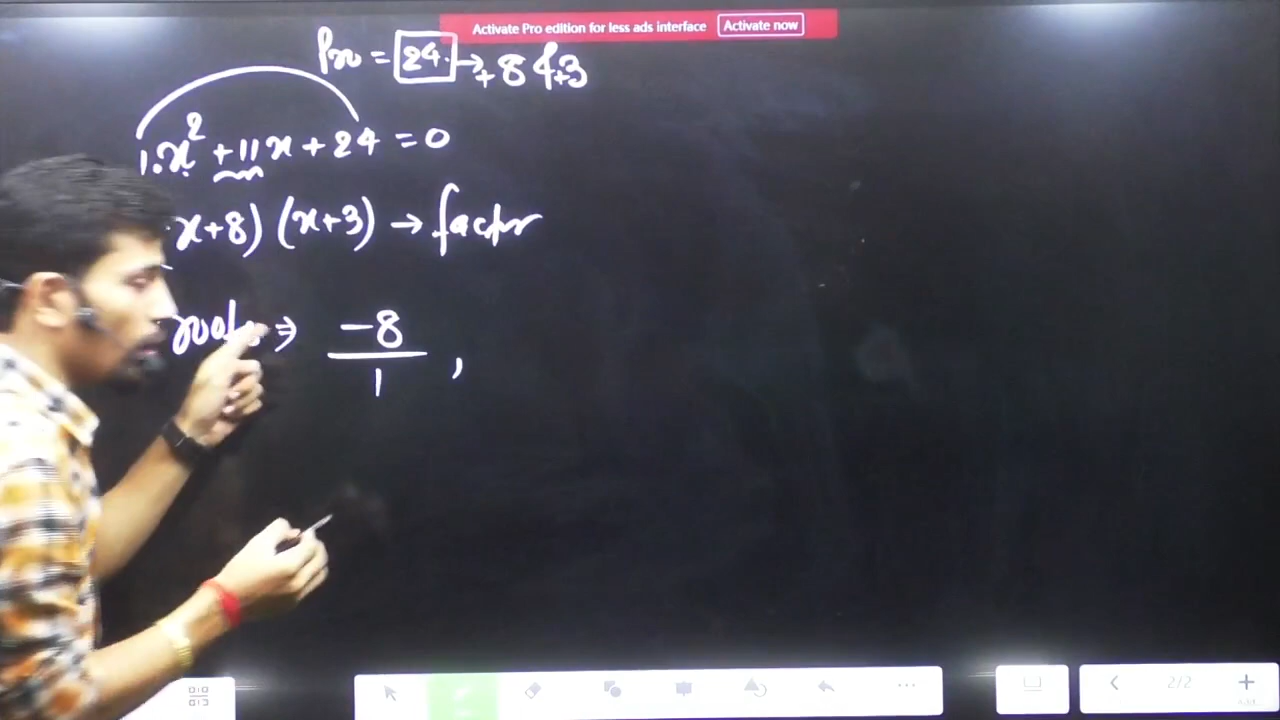 Activate Pro edition for less ads interface Activate now
Pro = 24 → +8 & +3
1.x² + 11x + 24 = 0
x+8) (x+3) → factor
roots ⇒ -8/1 ,
2/2
Add...